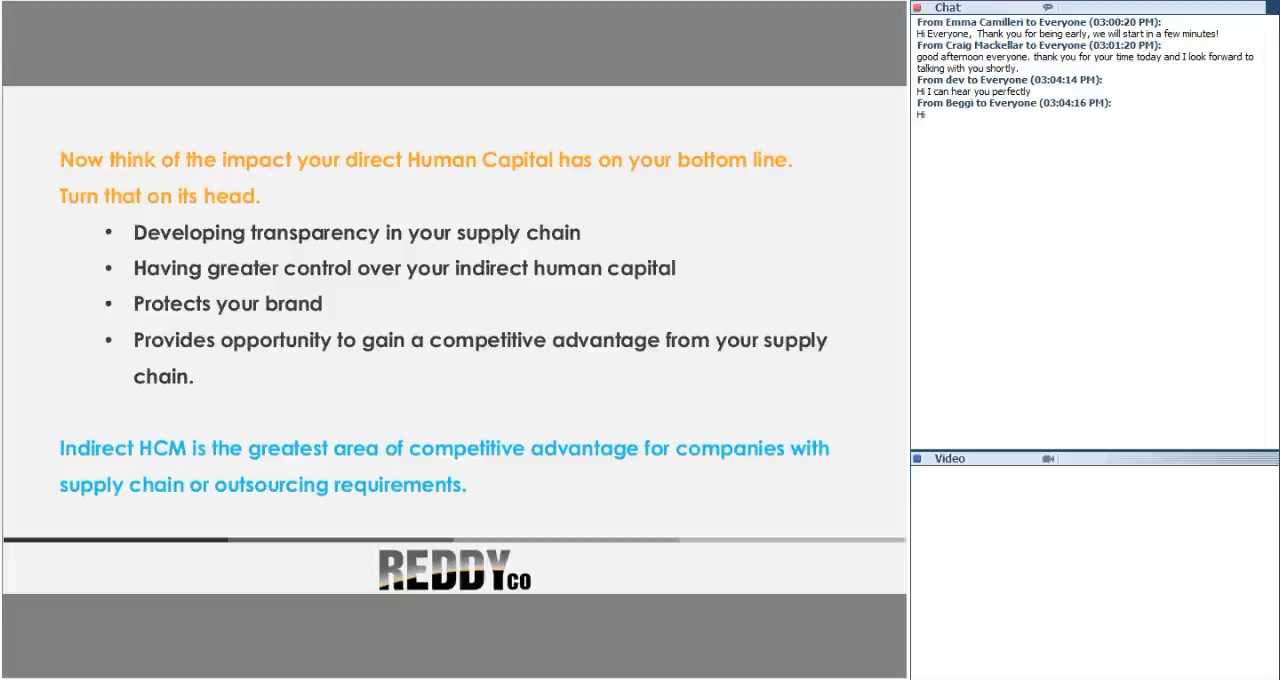 Now think of the impact your direct Human Capital has on your bottom line.
Turn that on its head.
• Developing transparency in your supply chain
• Having greater control over your indirect human capital
• Protects your brand
• Provides opportunity to gain a competitive advantage from your supply
chain.
Indirect HCM is the greatest area of competitive advantage for companies with
supply chain or outsourcing requirements.
REDDYCO
Chat
From Emma Camilleri to Everyone (03:00:20 PM):
Hi Everyone, Thank you for being early, we will start in a few minutes!
From Craig Mackellar to Everyone (03:01:20 PM):
good afternoon everyone. thank you for your time today and I look forward to
talking with you shortly.
From dev to Everyone (03:04:14 PM):
Hi I can hear you perfectly
From Beggi to Everyone (03:04:16 PM):
Hi
Video